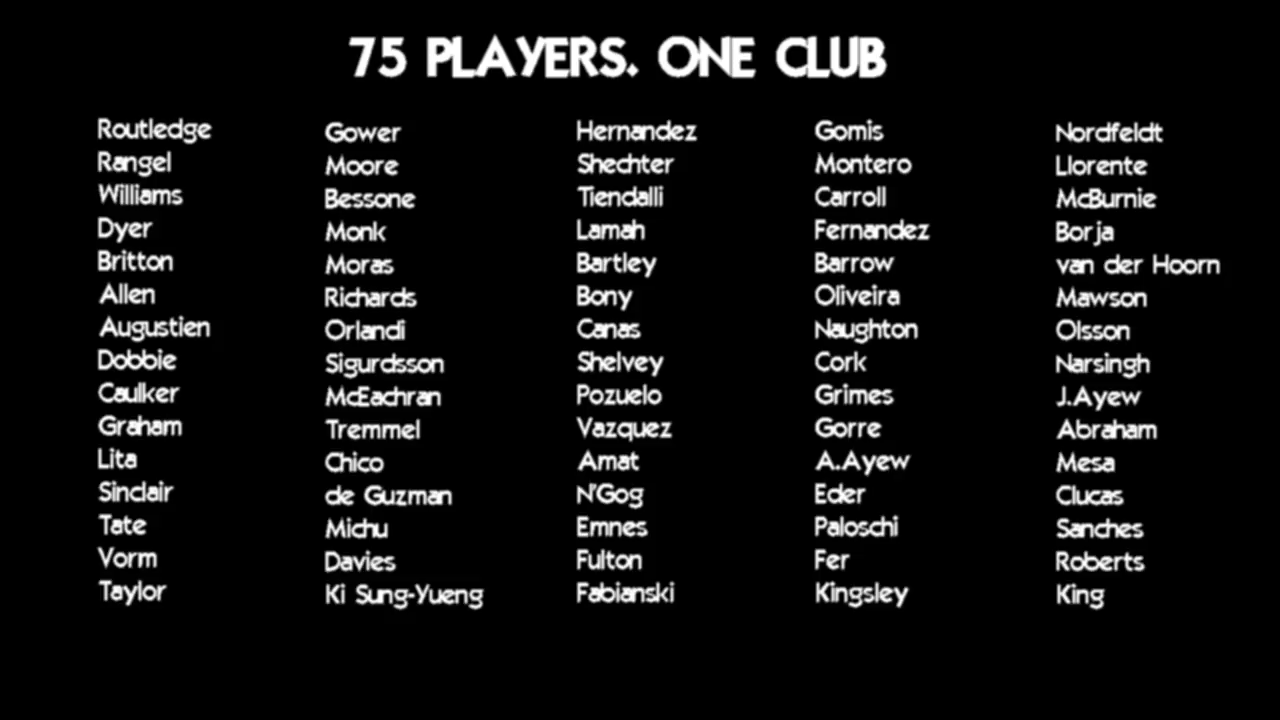 75 PLAYERS. ONE CLUB
Routledge
Rangel
Williams
Dyer
Britton
Allen
Augustien
Dobbie
Caulker
Graham
Lita
Sinclair
Tate
Vorm
Taylor
Gower
Moore
Bessone
Monk
Moras
Richards
Orlandi
Sigurdsson
McEachran
Tremmel
Chico
de Guzman
Michu
Davies
Ki Sung-Yueng
Hernandez
Shechter
Tiendalli
Lamah
Bartley
Bony
Canas
Shelvey
Pozuelo
Vazquez
Amat
N'Gog
Emnes
Fulton
Fabianski
Gomis
Montero
Carroll
Fernandez
Barrow
Oliveira
Naughton
Cork
Grimes
Gorre
A.Ayew
Eder
Paloschi
Fer
Kingsley
Nordfeldt
Llorente
McBurnie
Borja
van der Hoorn
Mawson
Olsson
Narsingh
J.Ayew
Abraham
Mesa
Clucas
Sanches
Roberts
King